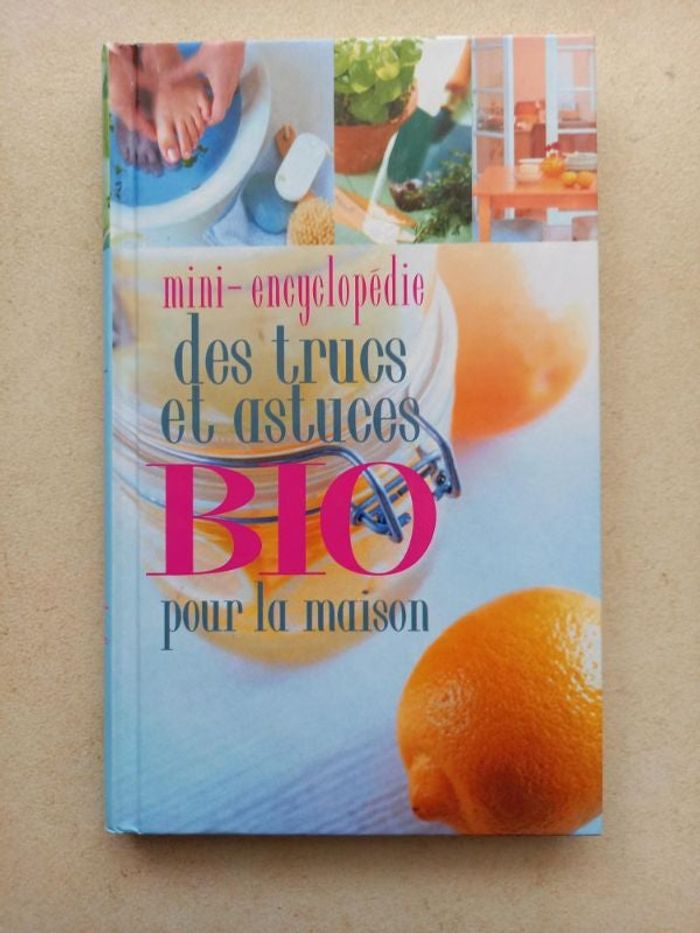 mini-encyclopédie
des trucs
et astuces
BIO
pour la maison